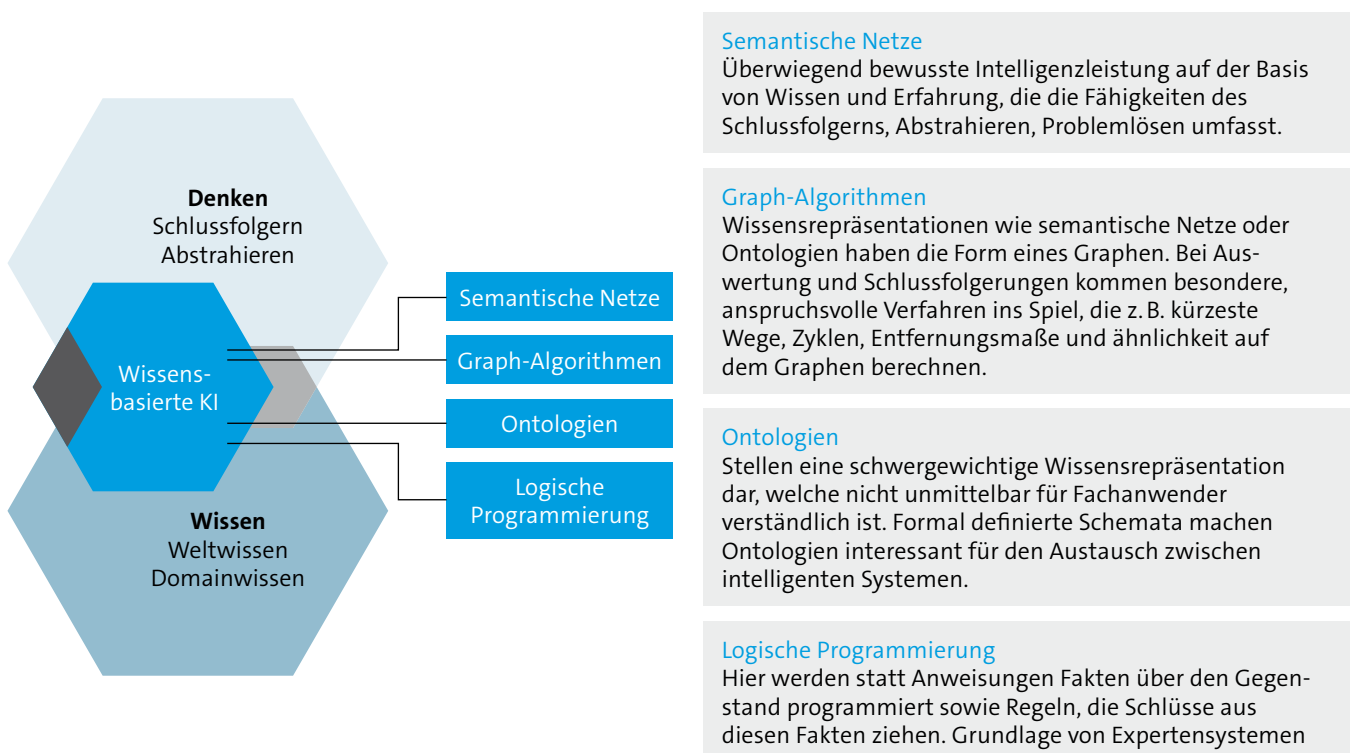 Denken
Schlussfolgern
Abstrahieren
Wissens-
basierte KI
Wissen
Weltwissen
Domainwissen
Semantische Netze
Graph-Algorithmen
Ontologien
Logische
Programmierung
Semantische Netze
Überwiegend bewusste Intelligenzleistung auf der Basis
von Wissen und Erfahrung, die die Fähigkeiten des
Schlussfolgerns, Abstrahieren, Problemlösen umfasst.
Graph-Algorithmen
Wissensrepräsentationen wie semantische Netze oder
Ontologien haben die Form eines Graphen. Bei Aus-
wertung und Schlussfolgerungen kommen besondere,
anspruchsvolle Verfahren ins Spiel, die z. B. kürzeste
Wege, Zyklen, Entfernungsmaße und ähnlichkeit auf
dem Graphen berechnen.
Ontologien
Stellen eine schwergewichtige Wissensrepräsentation
dar, welche nicht unmittelbar für Fachanwender
verständlich ist. Formal definierte Schemata machen
Ontologien interessant für den Austausch zwischen
intelligenten Systemen.
Logische Programmierung
Hier werden statt Anweisungen Fakten über den Gegen-
stand programmiert sowie Regeln, die Schlüsse aus
diesen Fakten ziehen. Grundlage von Expertensystemen